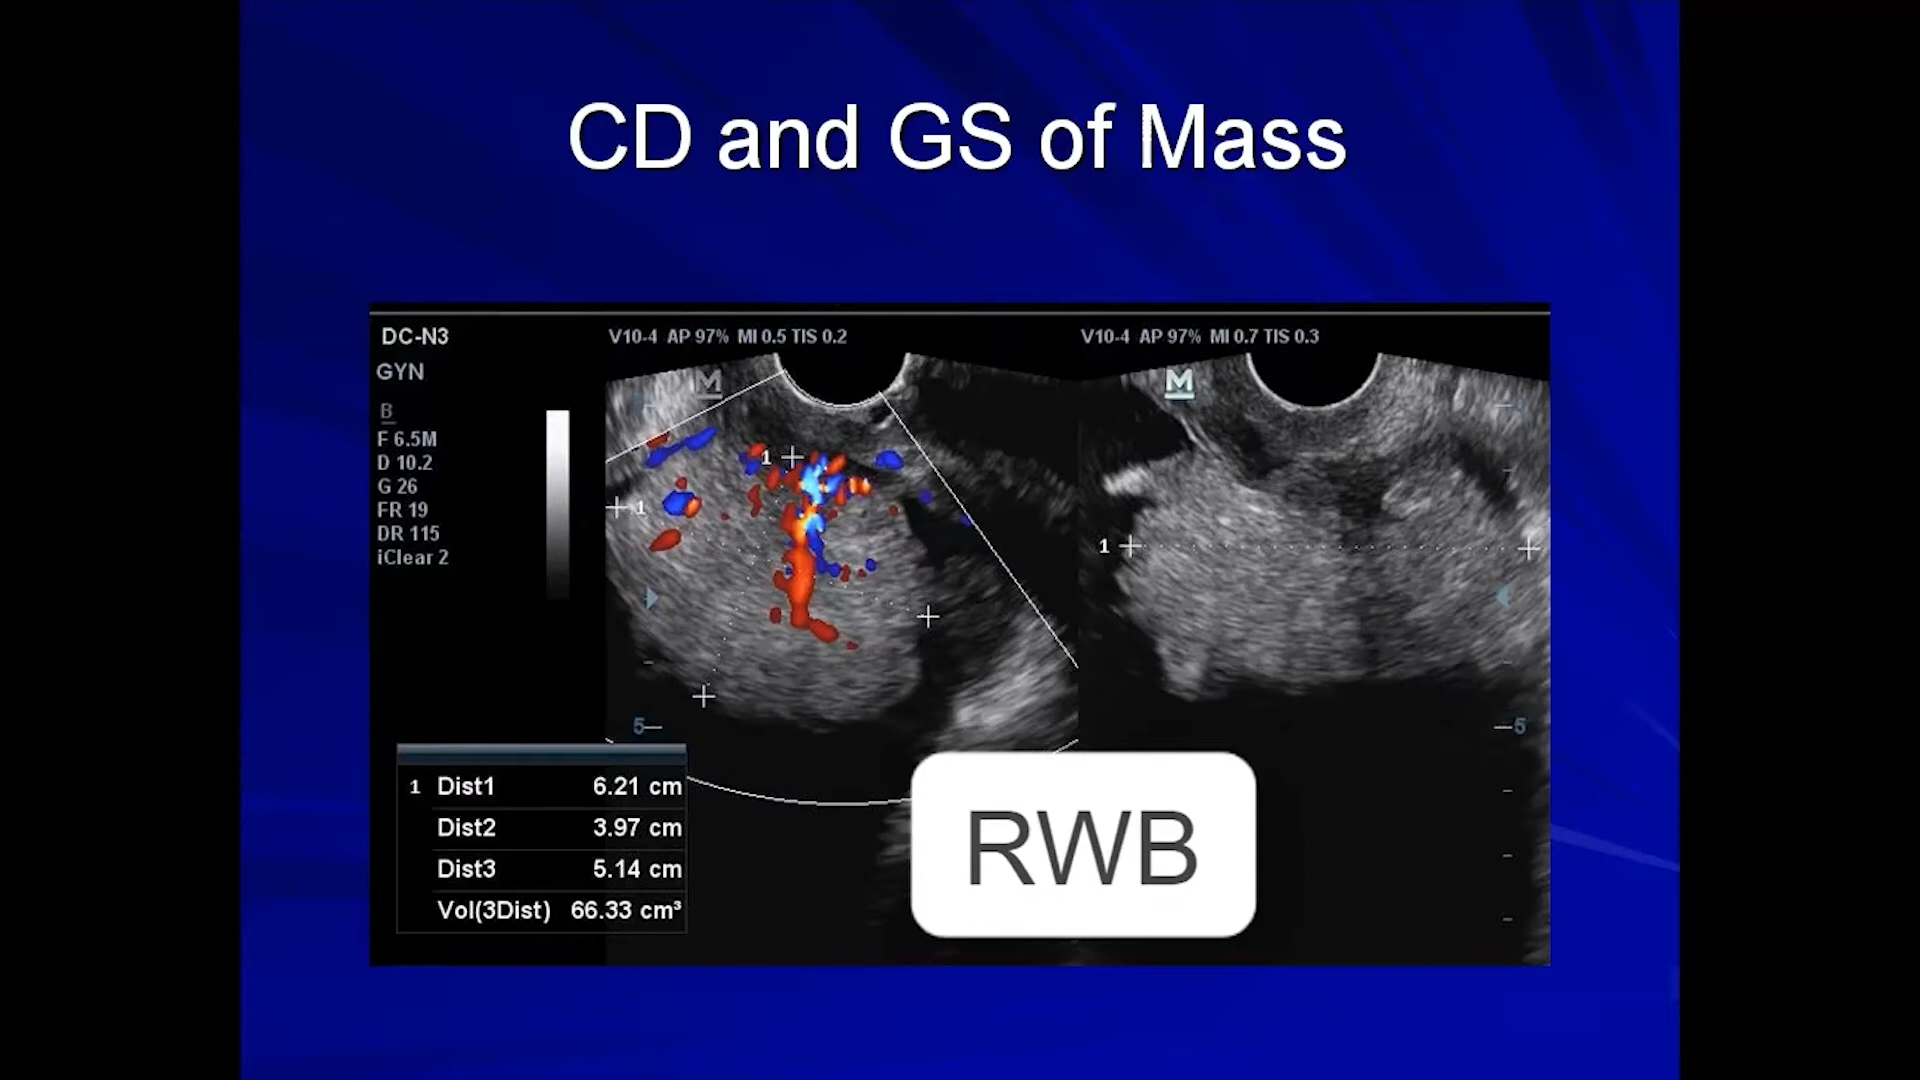 CD and GS of Mass
DC-N3
GYN
B
F 6.5M
D 10.2
G 26
FR 19
DR 115
iClear 2
V10-4 AP 97% MI 0.5 TIS 0.2
M
1
1
5
V10-4 AP 97% MI 0.7 TIS 0.3
M
1
5
1 Dist1 6.21 cm
Dist2 3.97 cm
Dist3 5.14 cm
Vol(3Dist) 66.33 cm³
RWB